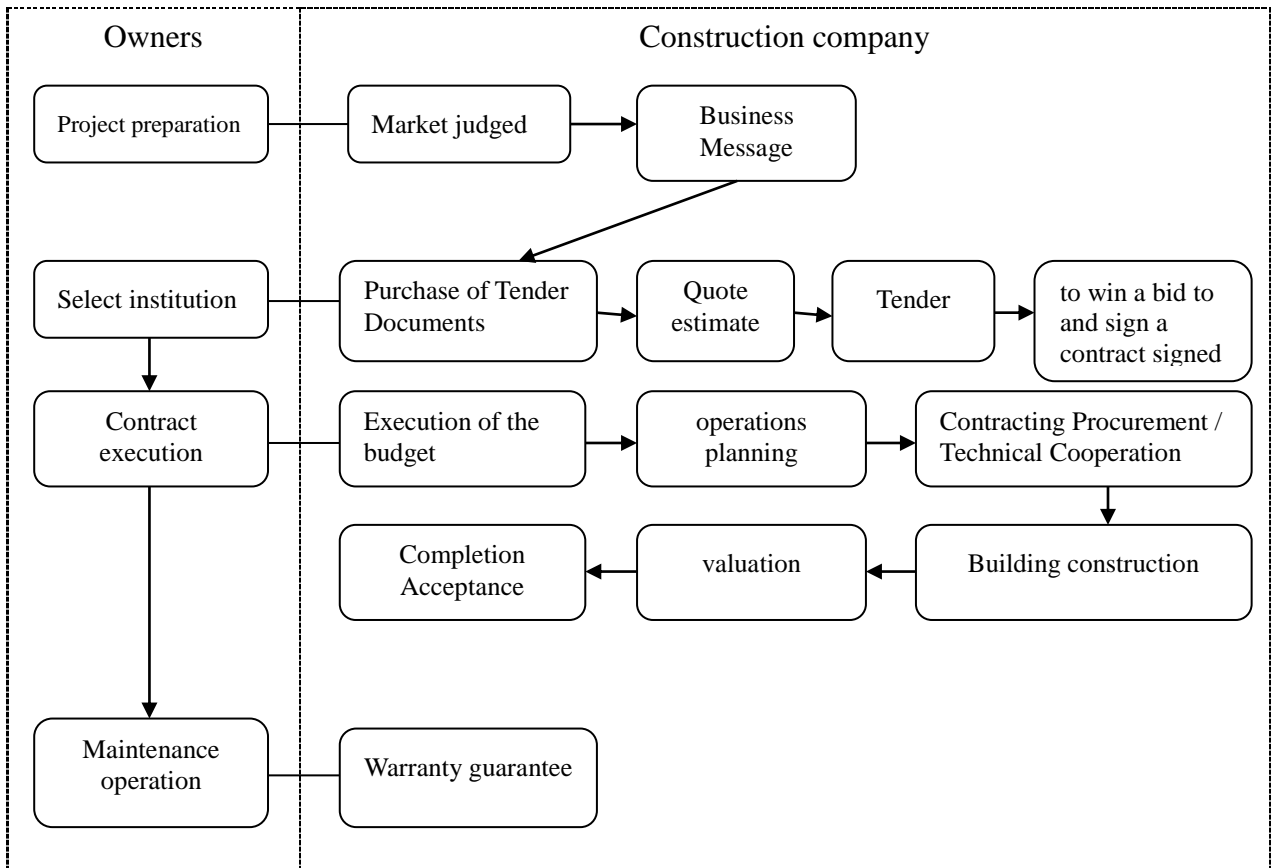 Owners
Construction company
Project preparation
Market judged
Business
Message
Select institution
Purchase of Tender
Documents
Quote
estimate
Tender
to win a bid to
and sign a
contract signed
Contract
execution
Execution of the
budget
operations
planning
Contracting Procurement /
Technical Cooperation
Completion
Acceptance
valuation
Building construction
Maintenance
operation
Warranty guarantee